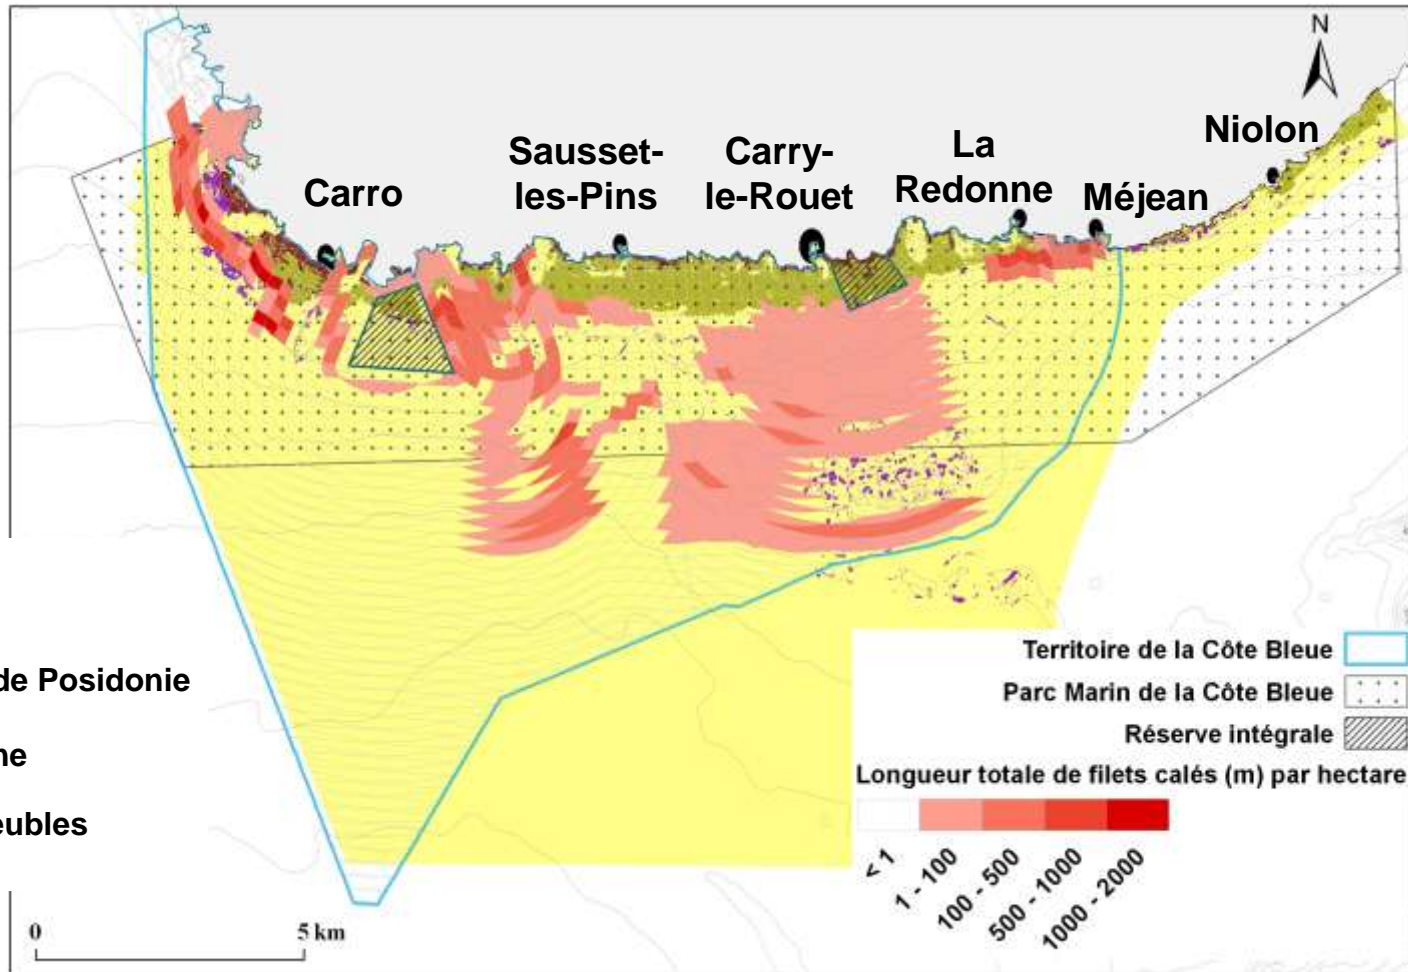 N
Niolon
La
Redonne
Sausset-
les-Pins
Carry-
le-Rouet
Carro
Méjean
de Posidonie
ne
eubles
Territoire de la Côte Bleue
Parc Marin de la Côte Bleue
Réserve intégrale
Longueur totale de filets calés (m) par hectare
< 1
1 - 100
100 - 500
500 - 1000
1000 - 2000
0 5 km